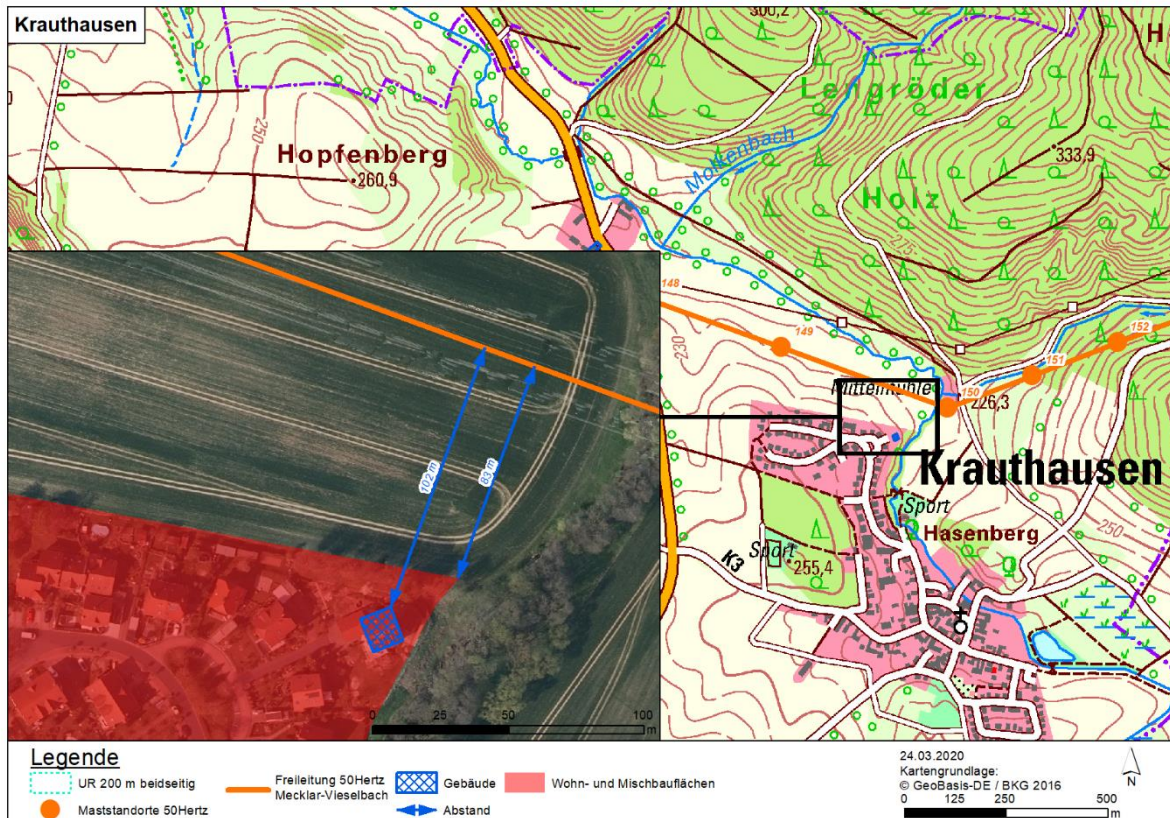 Krauthausen
300,2
Lengröder
Ho
250
Hopfenberg
260,9
Molkenbach
333,9
Holz
275
148
149
152
230
151
Mittelmühle
150
226,3
102 m
83 m
Krauthausen
Sport
Hasenberg
250
Sport
K3
255,4
0 50 100
m
Legende
UR 200 m beidseitig
Maststandorte 50Hertz
Freileitung 50Hertz
Mecklar-Vieselbach
Gebäude
Abstand
Wohn- und Mischbauflächen
24.03.2020
Kartengrundlage:
© GeoBasis-DE / BKG 2016
0 125 250 500
m
N